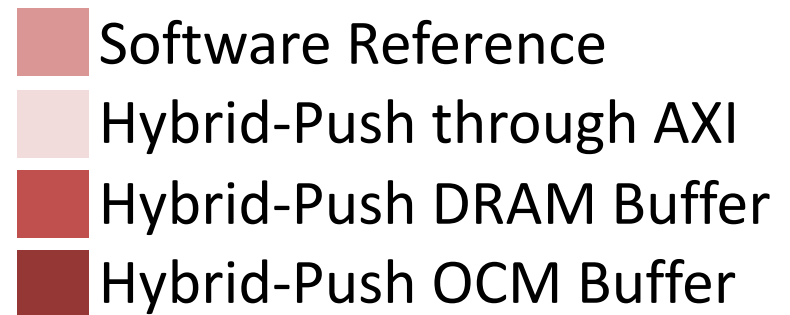 Software Reference
Hybrid-Push through AXI
Hybrid-Push DRAM Buffer
Hybrid-Push OCM Buffer